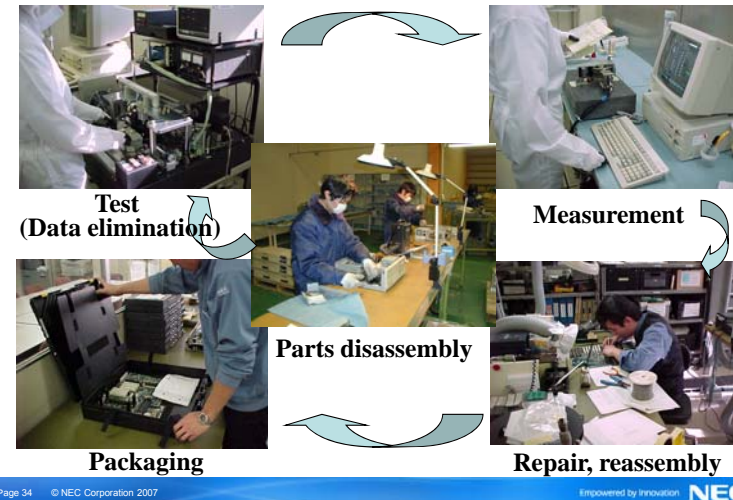 Test
(Data elimination)
Measurement
Parts disassembly
Packaging
Repair, reassembly
Page 34 © NEC Corporation 2007
Empowered by Innovation NEC